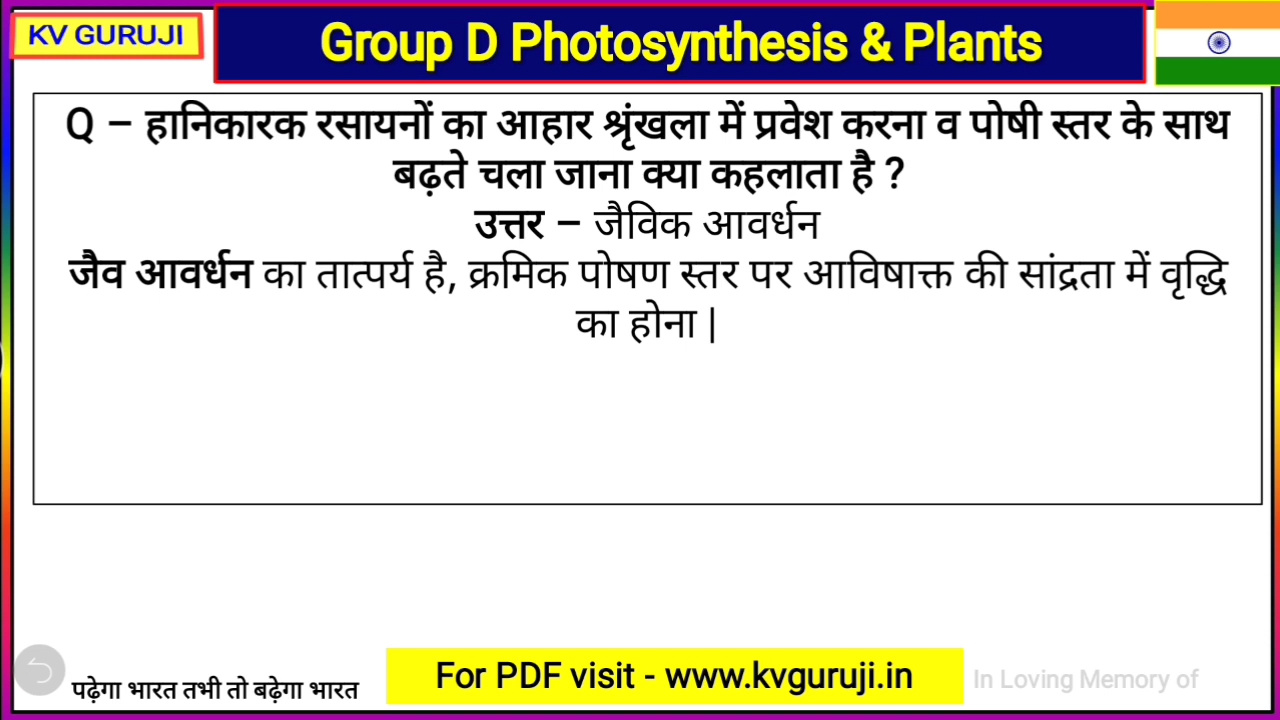 KV GURUJI
Group D Photosynthesis & Plants
Q – हानिकारक रसायनों का आहार श्रृंखला में प्रवेश करना व पोषी स्तर के साथ
बढ़ते चला जाना क्या कहलाता है ?
उत्तर – जैविक आवर्धन
जैव आवर्धन का तात्पर्य है, क्रमिक पोषण स्तर पर आविषाक्त की सांद्रता में वृद्धि
का होना |
पढ़ेगा भारत तभी तो बढ़ेगा भारत
For PDF visit - www.kvguruji.in
In Loving Memory of